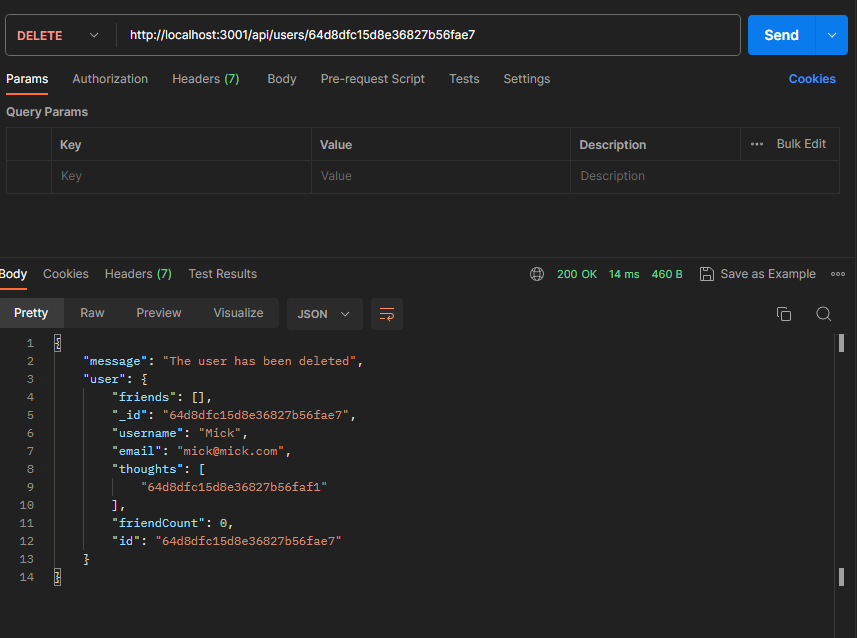 DELETE http://localhost:3001/api/users/64d8dfc15d8e36827b56fae7 Send
Params Authorization Headers (7) Body Pre-request Script Tests Settings Cookies
Query Params
Key Value Description ••• Bulk Edit
Key Value Description
Body Cookies Headers (7) Test Results 200 OK 14 ms 460 B Save as Example
Pretty Raw Preview Visualize JSON
1 {
2 "message": "The user has been deleted",
3 "user": {
4 "friends": [],
5 "_id": "64d8dfc15d8e36827b56fae7",
6 "username": "Mick",
7 "email": "mick@mick.com",
8 "thoughts": [
9 "64d8dfc15d8e36827b56faf1"
10 ],
11 "friendCount": 0,
12 "id": "64d8dfc15d8e36827b56fae7"
13 }
14 }